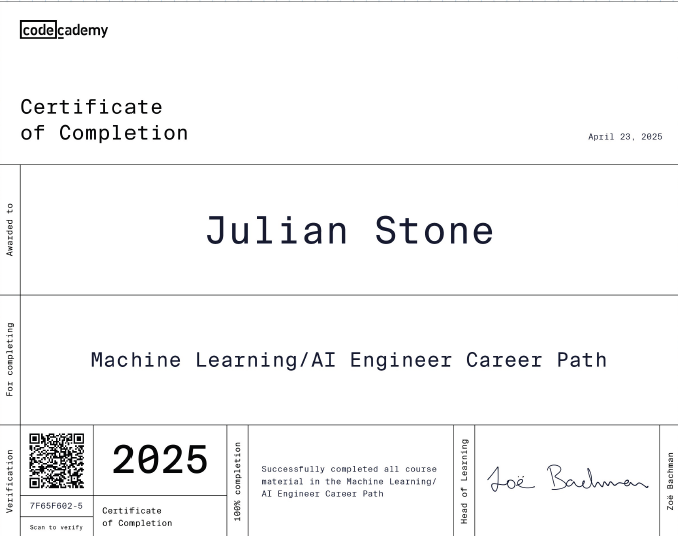 codecademy
Certificate
of Completion
April 23, 2025
Awarded to
Julian Stone
For completing
Machine Learning/AI Engineer Career Path
Verification
7F65F602-5
Scan to verify
2025
Certificate
of Completion
100% completion
Successfully completed all course
material in the Machine Learning/
AI Engineer Career Path
Head of Learning
Zoë Bachman
Zoë Bachman